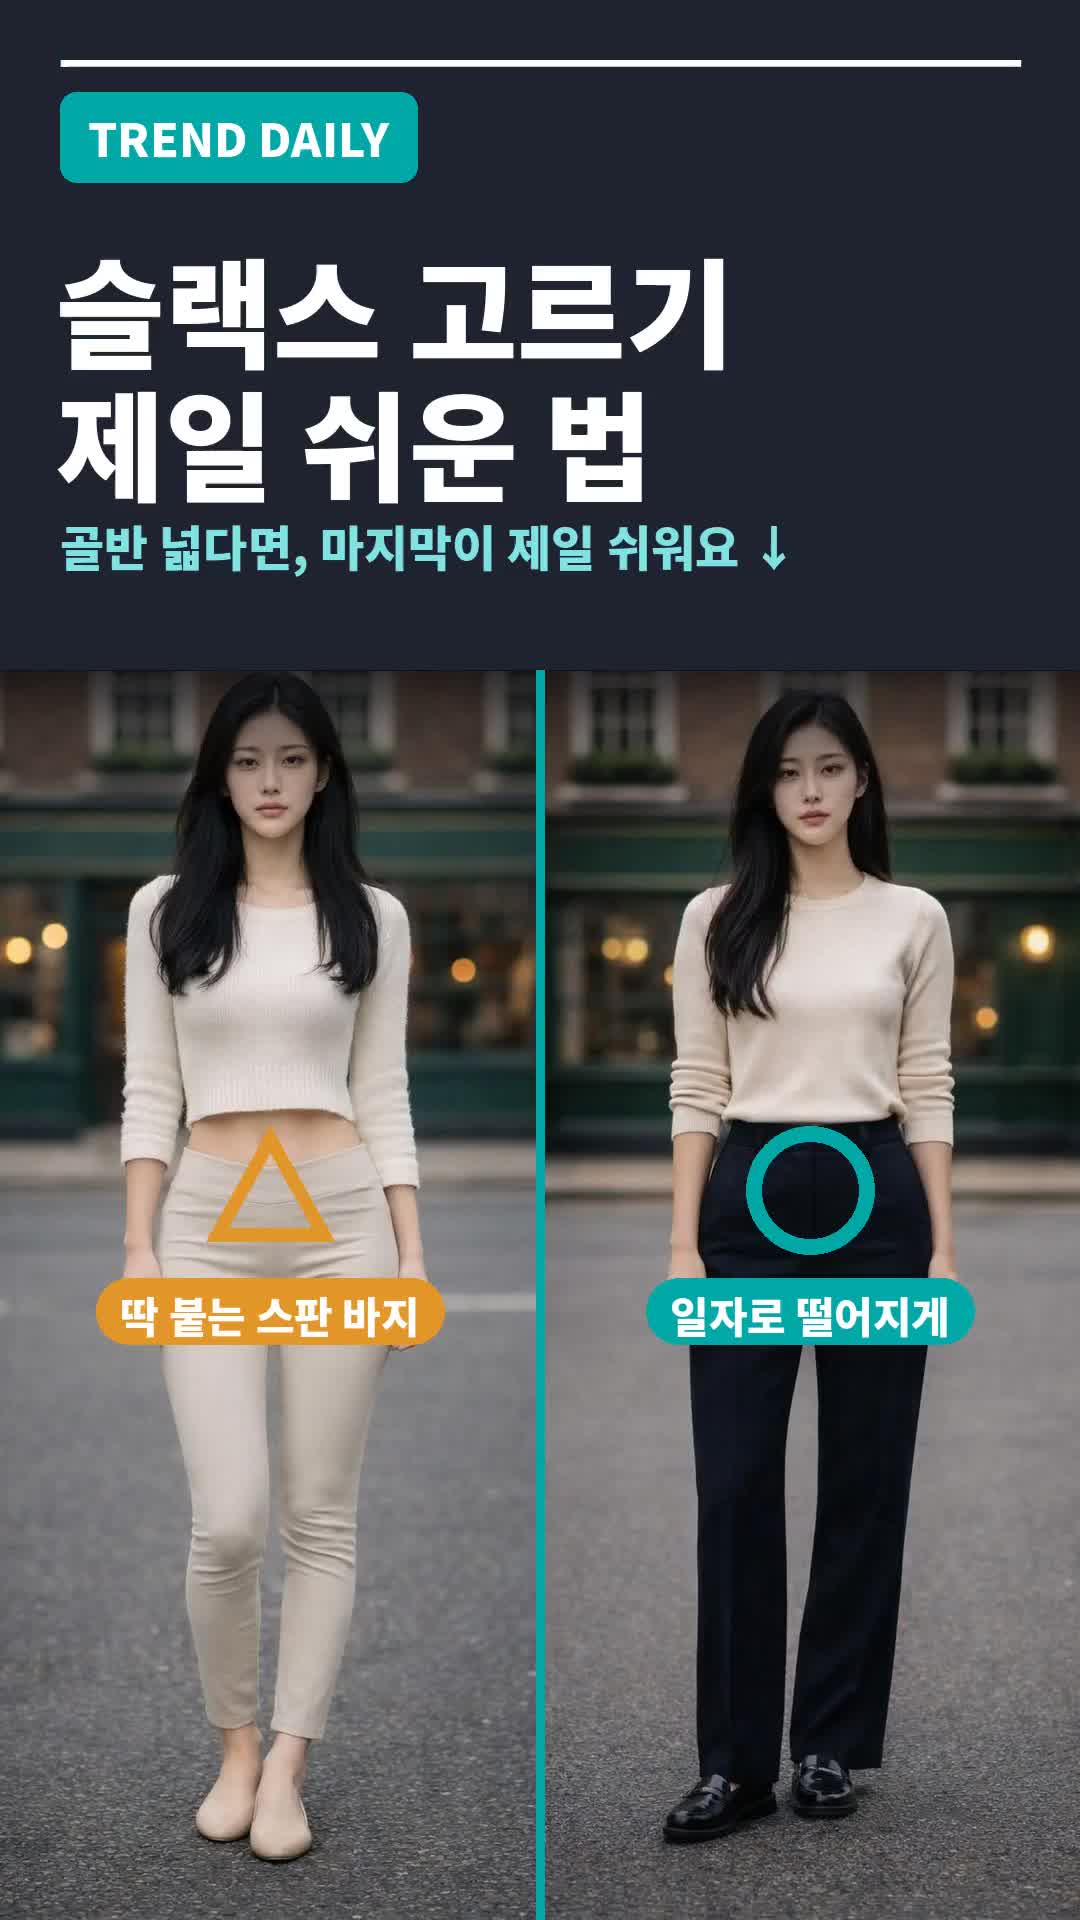 TREND DAILY
슬랙스 고르기
제일 쉬운 법
골반 넓다면, 마지막이 제일 쉬워요 ↓
딱 붙는 스판 바지
일자로 떨어지게